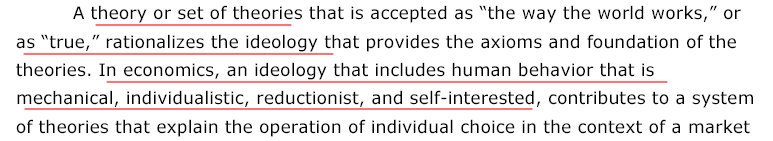 A theory or set of theories that is accepted as “the way the world works,” or
as “true,” rationalizes the ideology that provides the axioms and foundation of the
theories. In economics, an ideology that includes human behavior that is
mechanical, individualistic, reductionist, and self-interested, contributes to a system
of theories that explain the operation of individual choice in the context of a market